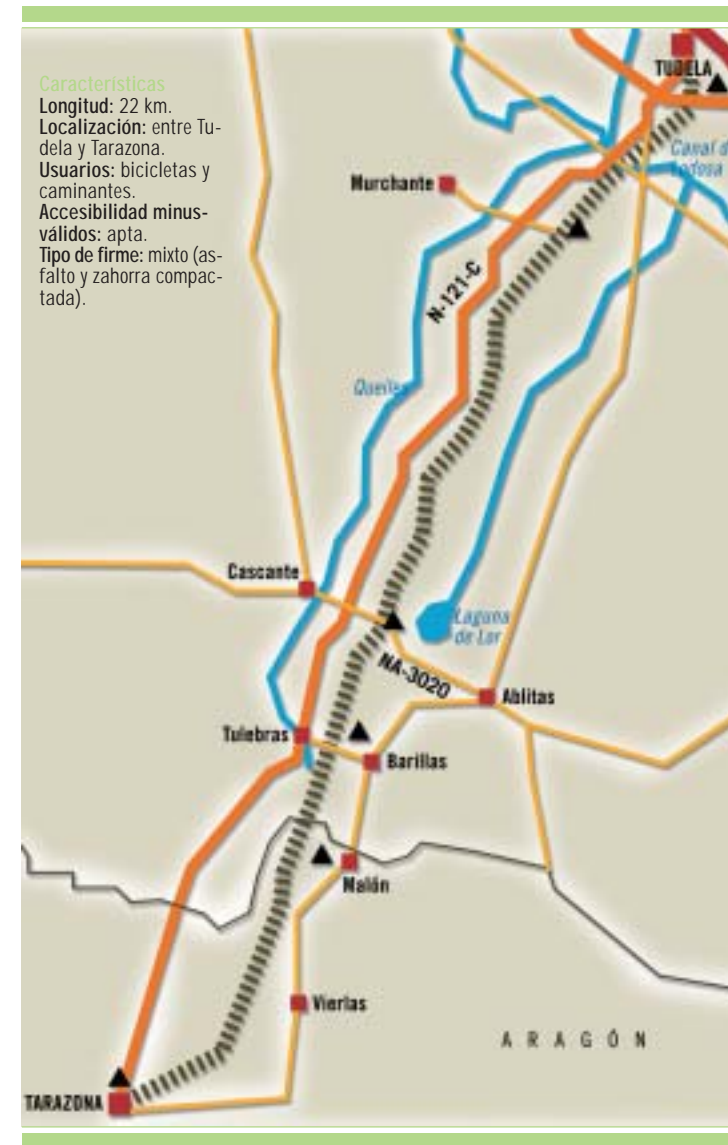 Características
Longitud: 22 km.
Localización: entre Tu-
dela y Tarazona.
Usuarios: bicicletas y
caminantes.
Accesibilidad minus-
válidos: apta.
Tipo de firme: mixto (as-
falto y zahorra compac-
tada).
TUDELA
Canal d
Lodosa
Murchante
N-121-C
Queiles
Cascante
Laguna
de Lor
NA-3020
Ablitas
Tulebras
Barillas
Malón
Vierlas
ARAGÓN
TARAZONA